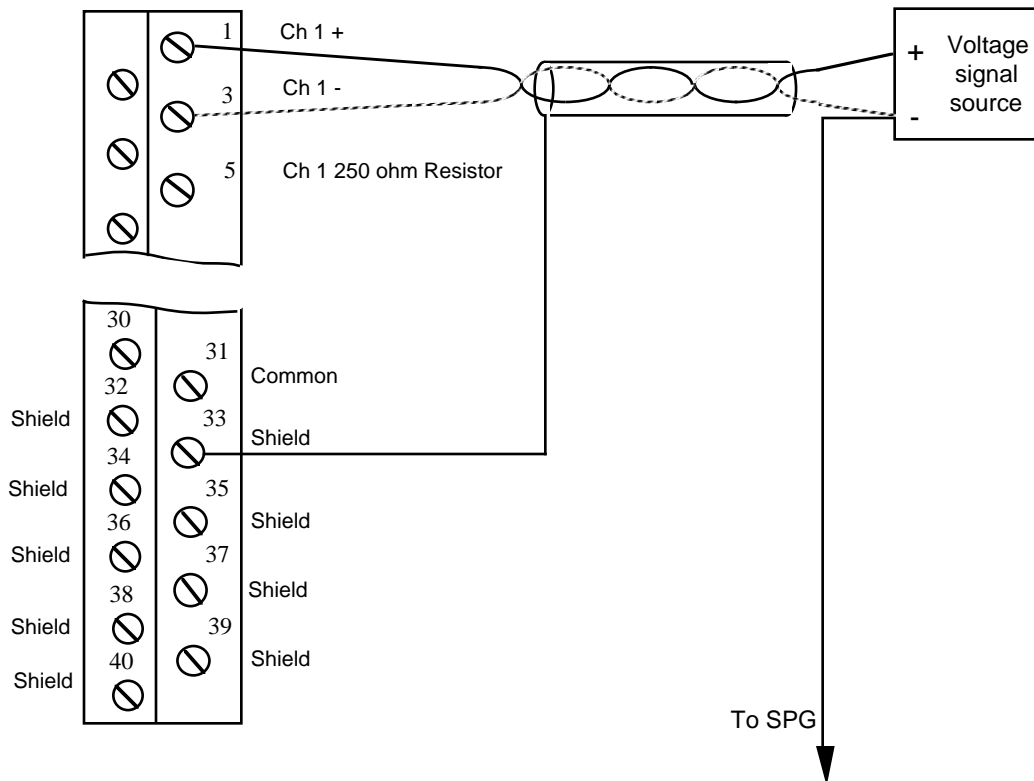 1 Ch 1 +
3 Ch 1 -
5 Ch 1 250 ohm Resistor
+ Voltage
signal
source
-
30
31
Common
32
33
Shield
Shield
34
35
Shield
Shield
36
37
Shield
Shield
38
39
Shield
Shield
40
Shield
To SPG